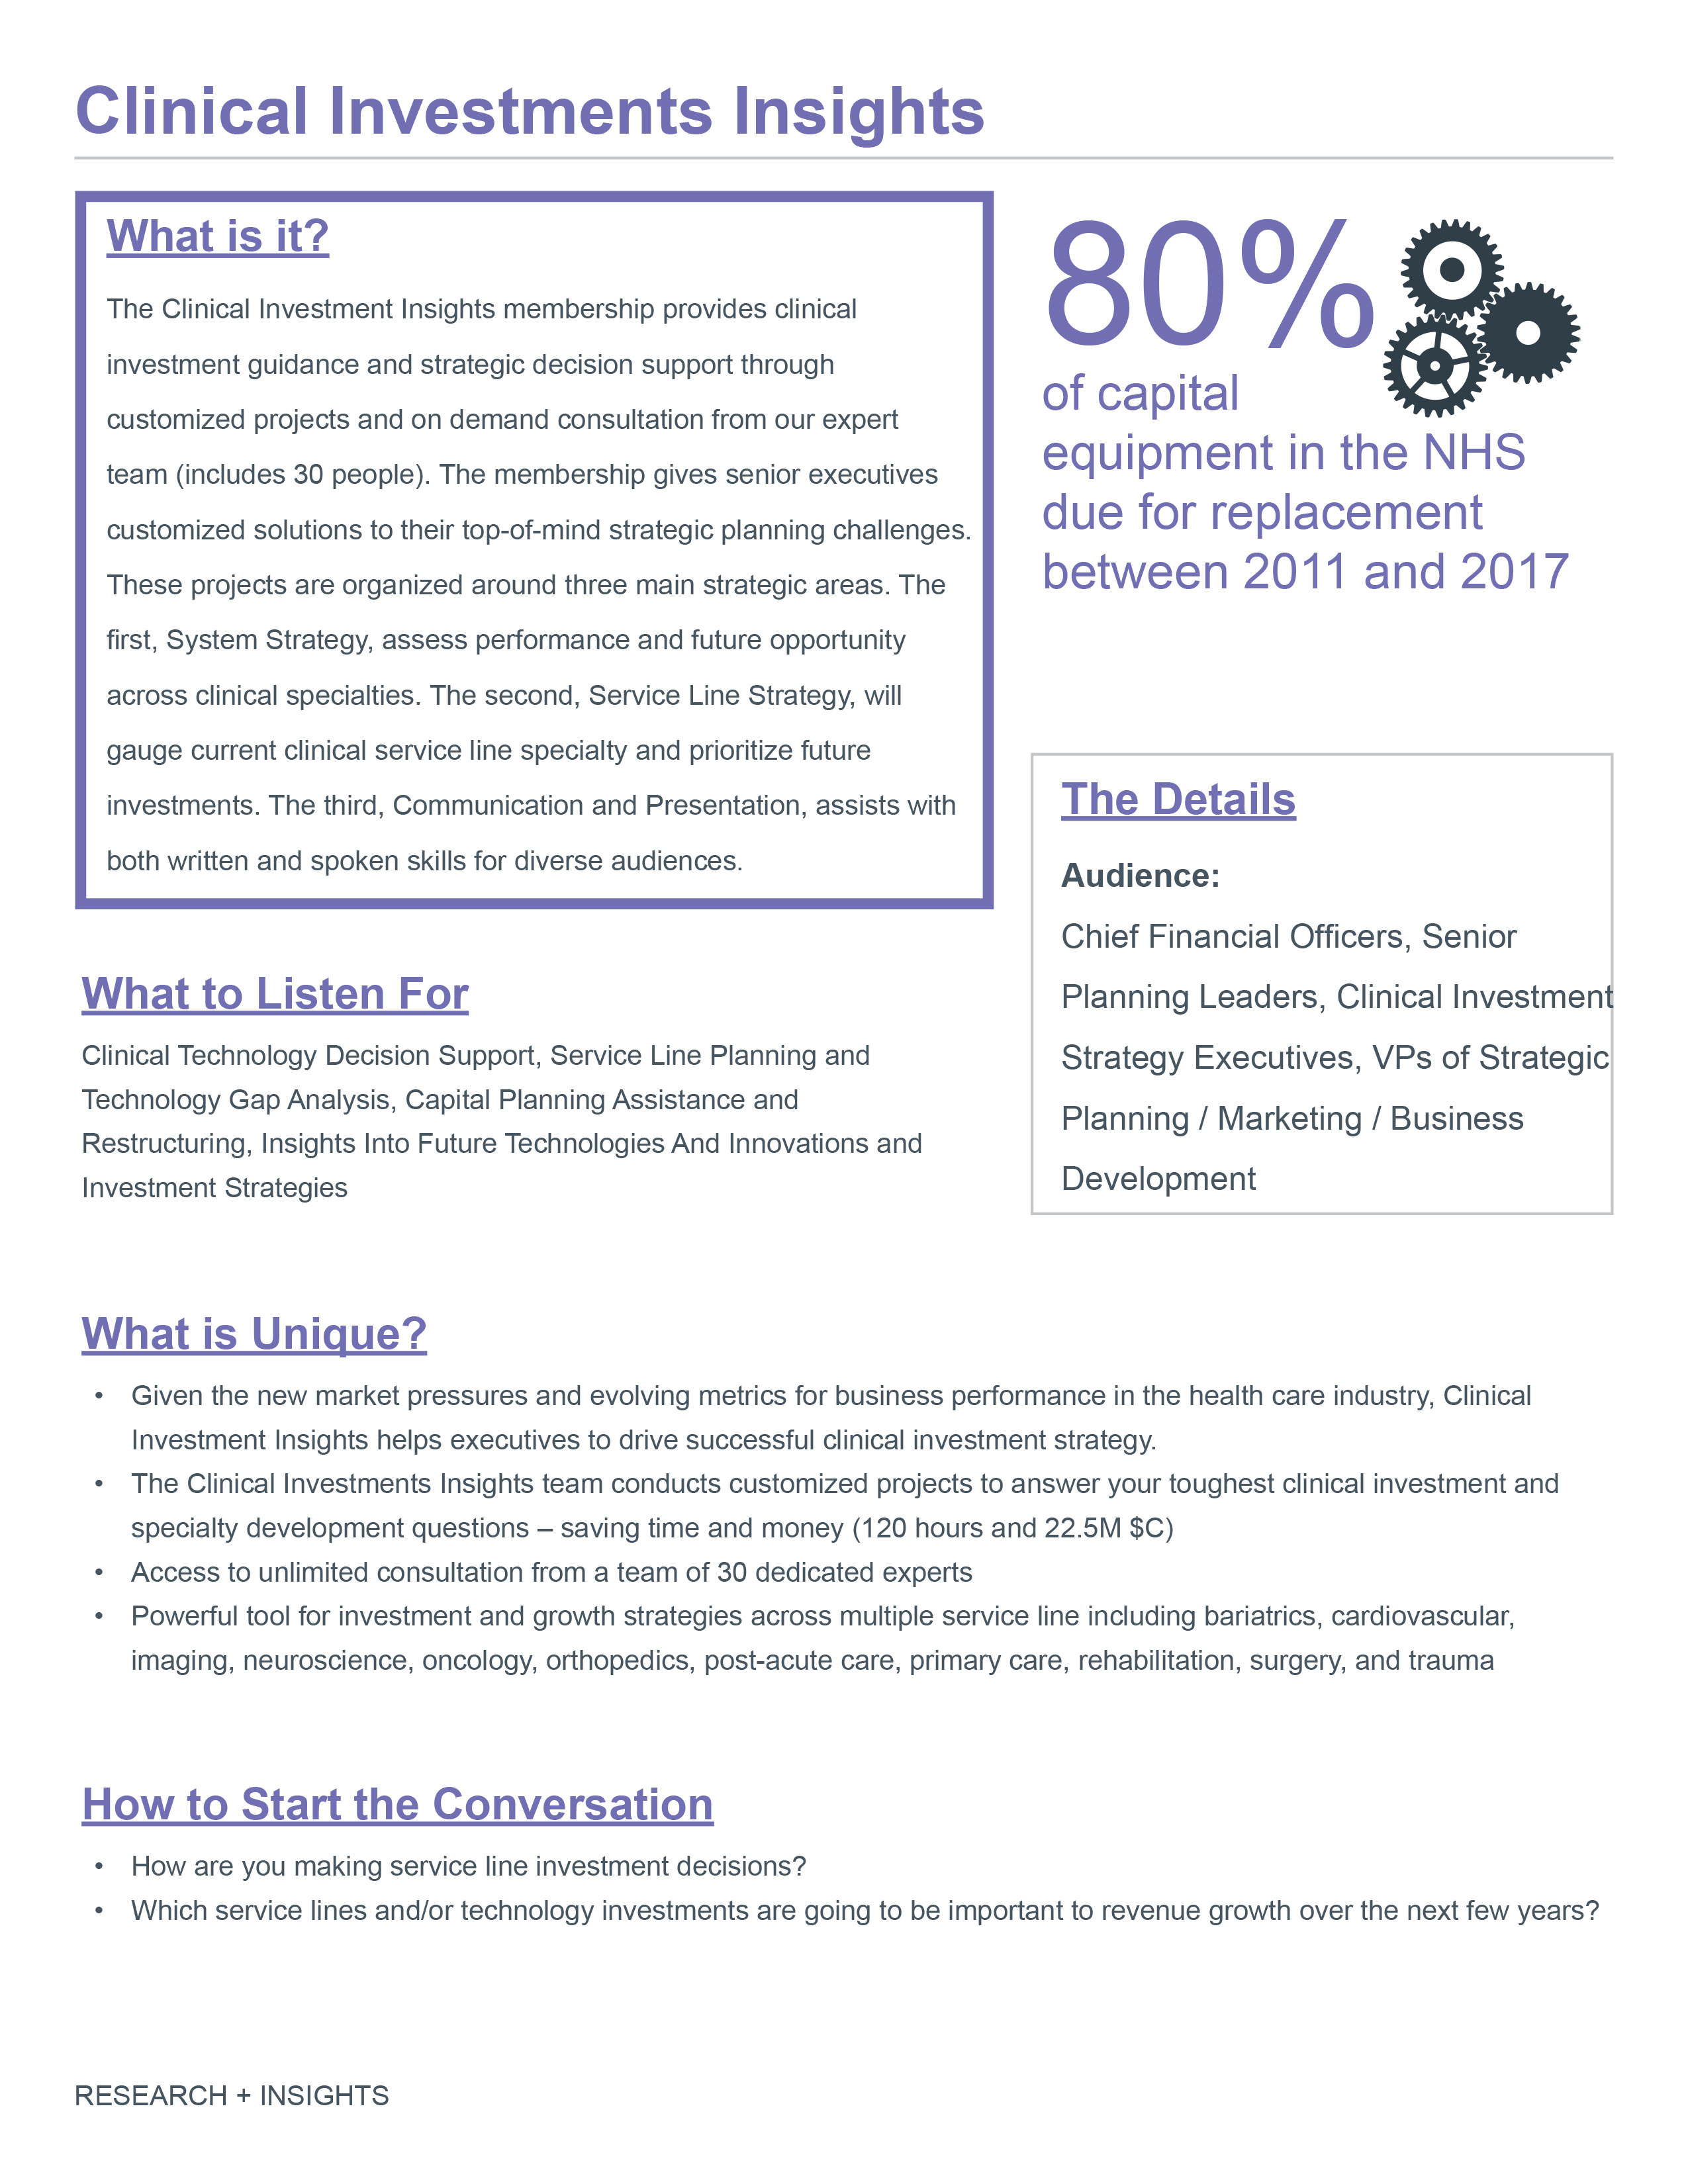 Clinical Investments Insights
What is it?
The Clinical Investment Insights membership provides clinical
investment guidance and strategic decision support through
customized projects and on demand consultation from our expert
team (includes 30 people). The membership gives senior executives
customized solutions to their top-of-mind strategic planning challenges.
These projects are organized around three main strategic areas. The
first, System Strategy, assess performance and future opportunity
across clinical specialties. The second, Service Line Strategy, will
gauge current clinical service line specialty and prioritize future
investments. The third, Communication and Presentation, assists with
both written and spoken skills for diverse audiences.
80%
of capital
equipment in the NHS
due for replacement
between 2011 and 2017
The Details
Audience:
Chief Financial Officers, Senior
Planning Leaders, Clinical Investment
Strategy Executives, VPs of Strategic
Planning / Marketing / Business
Development
What to Listen For
Clinical Technology Decision Support, Service Line Planning and
Technology Gap Analysis, Capital Planning Assistance and
Restructuring, Insights Into Future Technologies And Innovations and
Investment Strategies
What is Unique?
• Given the new market pressures and evolving metrics for business performance in the health care industry, Clinical
Investment Insights helps executives to drive successful clinical investment strategy.
• The Clinical Investments Insights team conducts customized projects to answer your toughest clinical investment and
specialty development questions – saving time and money (120 hours and 22.5M $C)
• Access to unlimited consultation from a team of 30 dedicated experts
• Powerful tool for investment and growth strategies across multiple service line including bariatrics, cardiovascular,
imaging, neuroscience, oncology, orthopedics, post-acute care, primary care, rehabilitation, surgery, and trauma
How to Start the Conversation
• How are you making service line investment decisions?
• Which service lines and/or technology investments are going to be important to revenue growth over the next few years?
RESEARCH + INSIGHTS